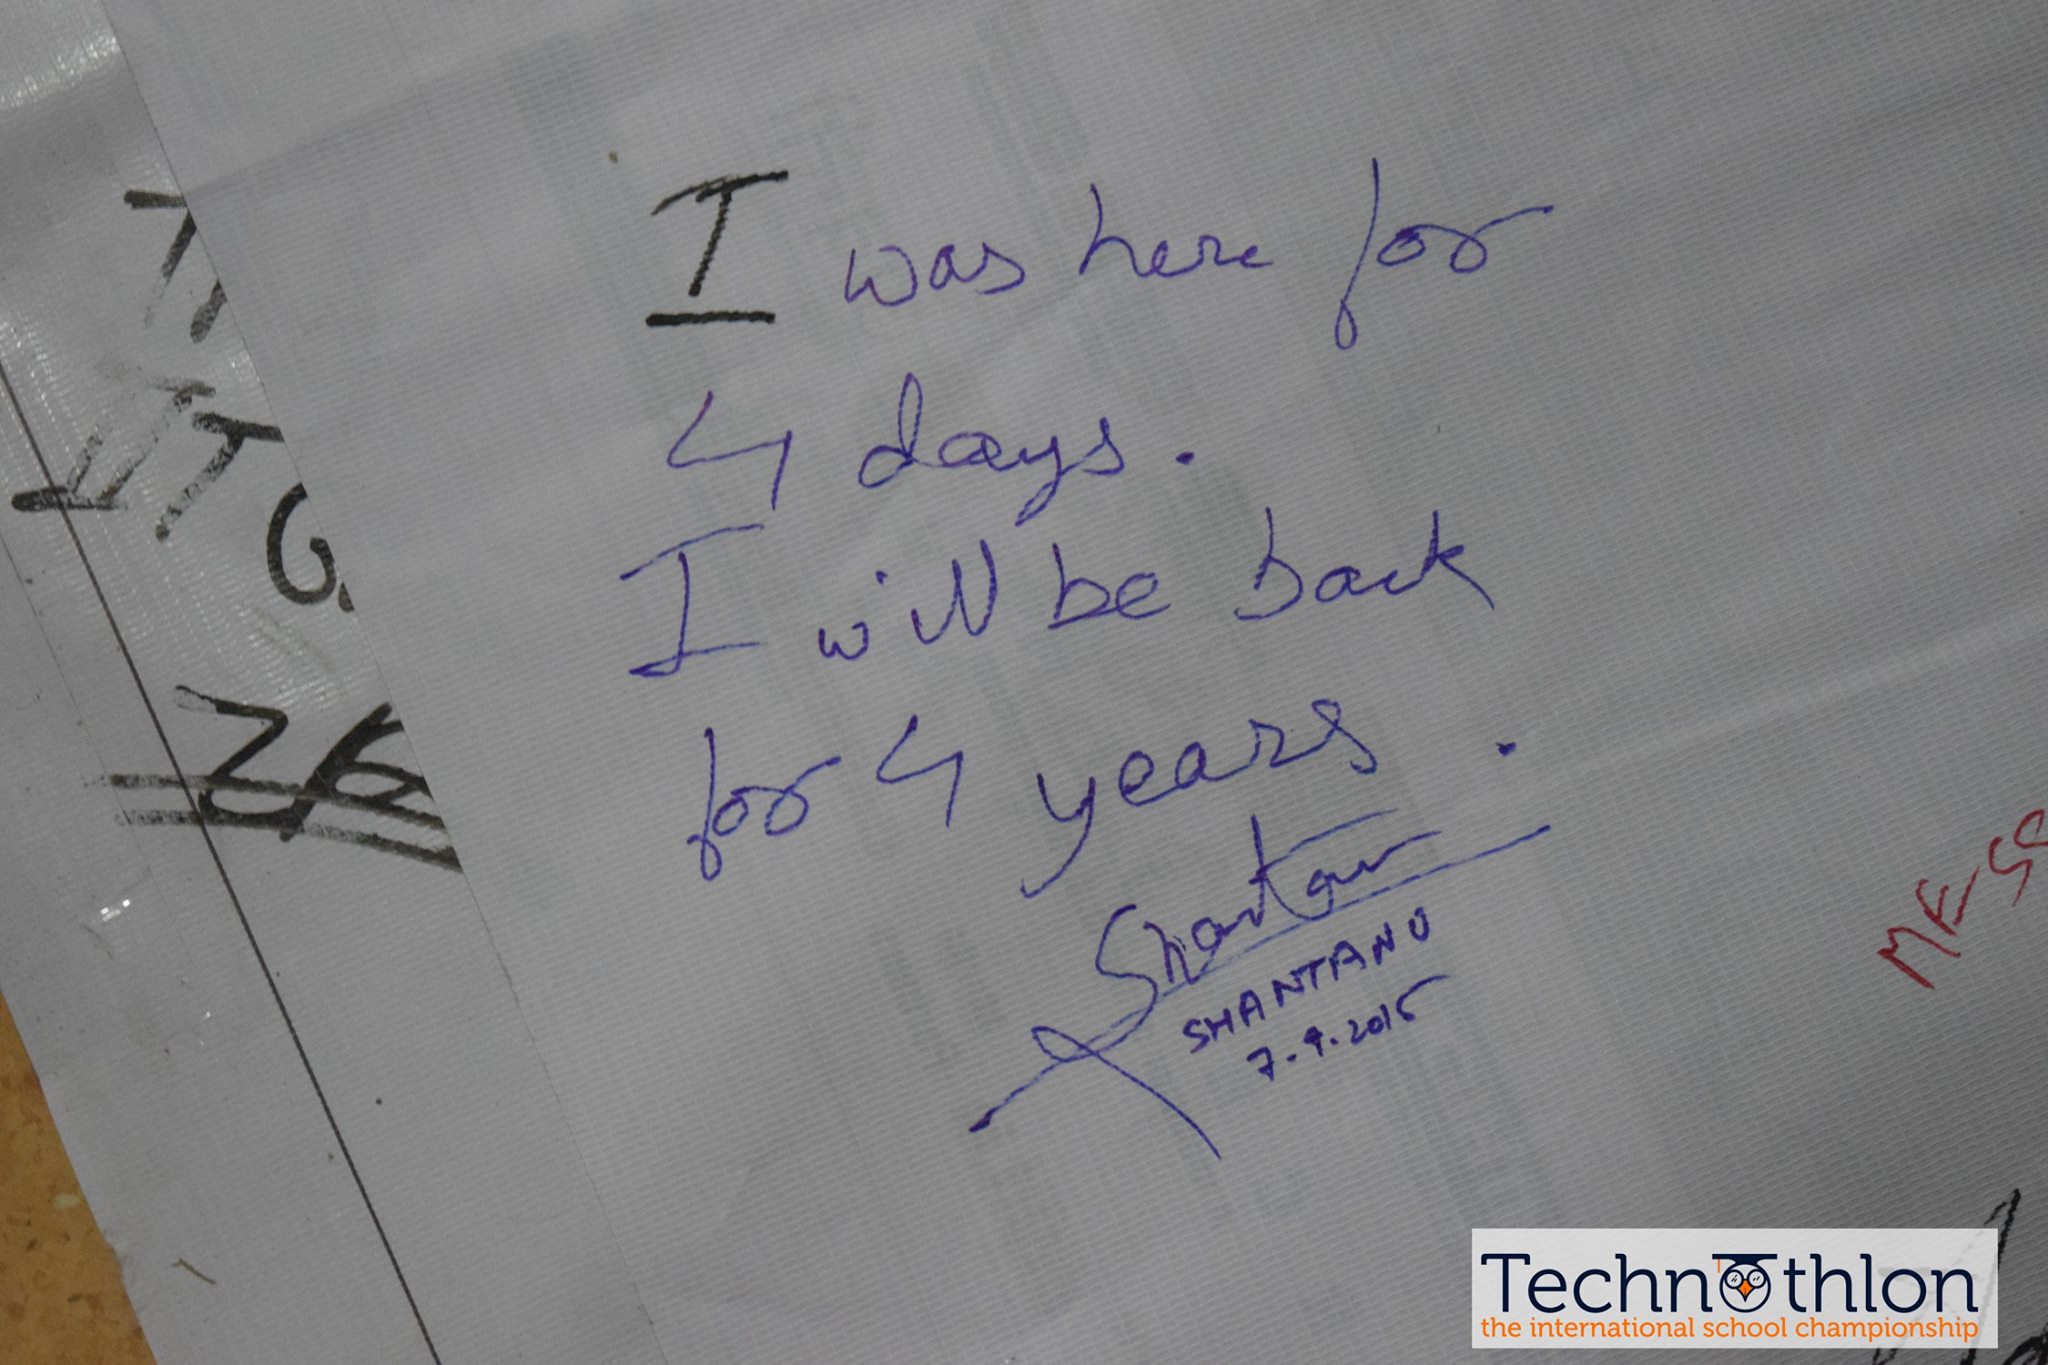 I was here for
4 days.
I will be back
for 4 years.
Shantanu
SHANTANU
7.9.2015
MESS
Technothlon
the international school championship